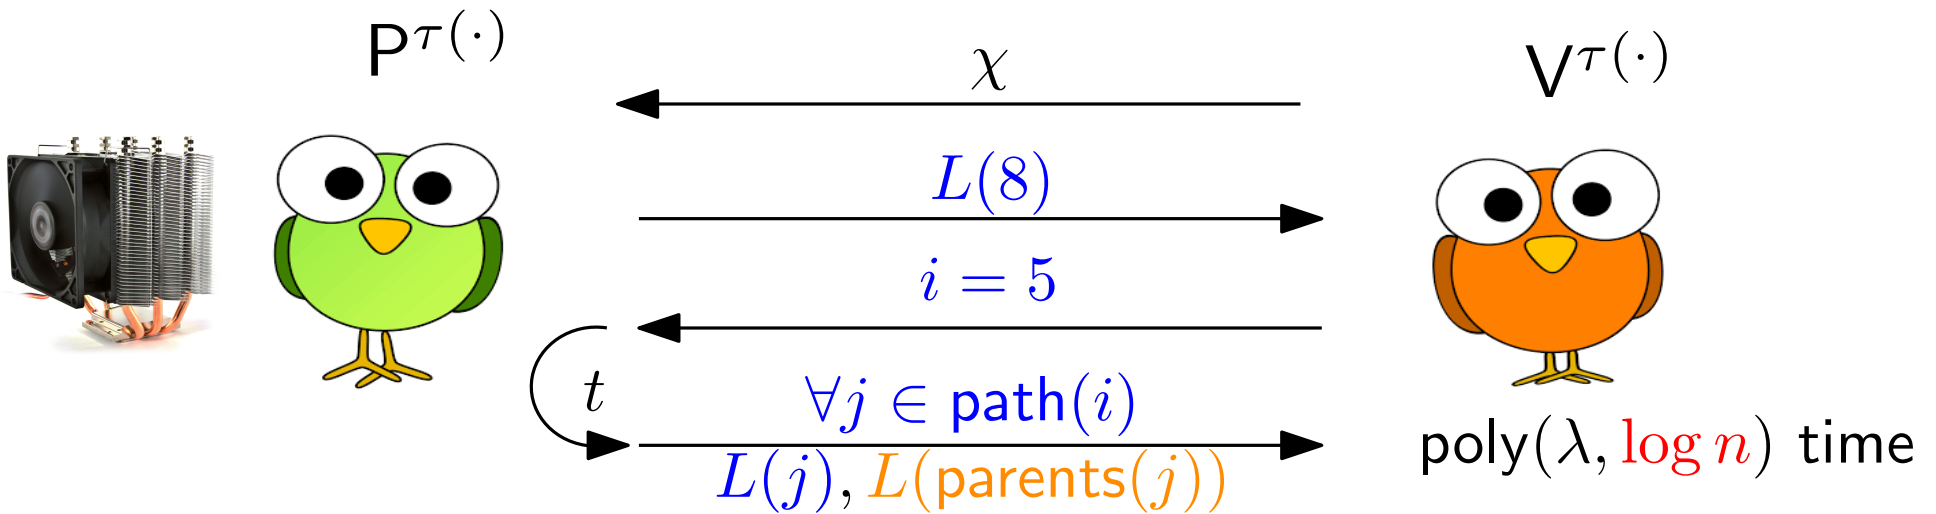 P^τ(·)
V^τ(·)
χ
L(8)
i = 5
t
∀j ∈ path(i)
L(j), L(parents(j))
poly(λ, log n) time